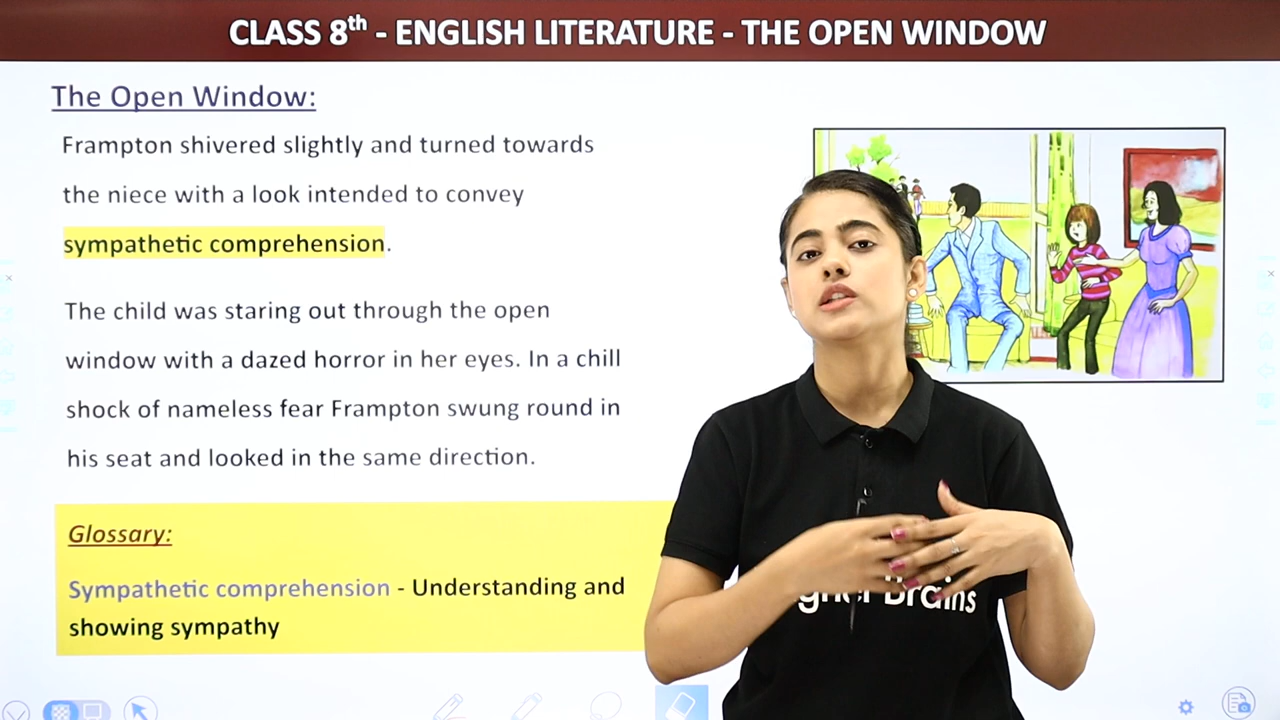 CLASS 8th - ENGLISH LITERATURE - THE OPEN WINDOW
The Open Window:
Frampton shivered slightly and turned towards
the niece with a look intended to convey
sympathetic comprehension.
The child was staring out through the open
window with a dazed horror in her eyes. In a chill
shock of nameless fear Frampton swung round in
his seat and looked in the same direction.
Glossary:
Sympathetic comprehension - Understanding and
showing sympathy
Brains